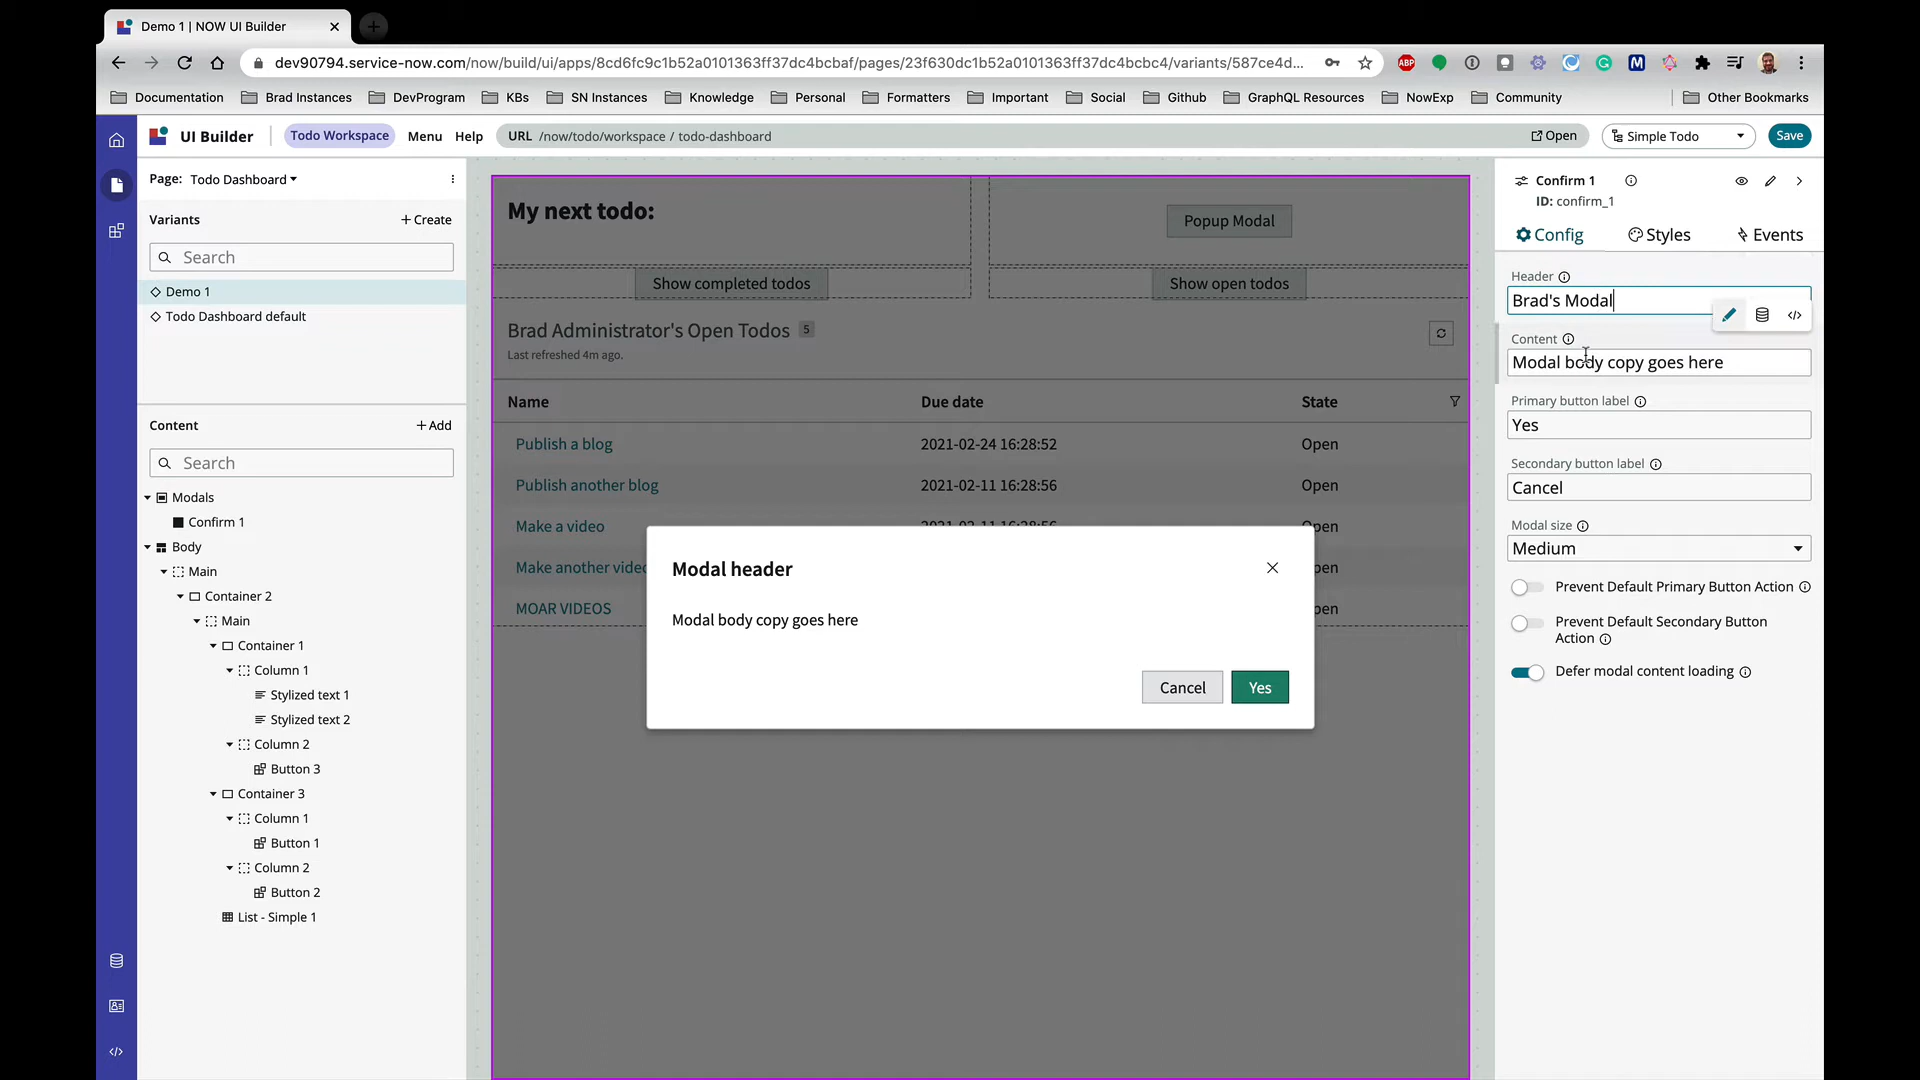 Demo 1 | NOW UI Builder
dev90794.service-now.com/now/build/ui/apps/8cd6fc9c1b52a0101363ff37dc4bcbaf/pages/23f630dc1b52a0101363ff37dc4bcbc4/variants/587ce4d...
Documentation
Brad Instances
DevProgram
KBs
SN Instances
Knowledge
Personal
Formatters
Important
Social
Github
GraphQL Resources
NowExp
Community
Other Bookmarks
UI Builder
Todo Workspace
Menu
Help
URL /now/todo/workspace / todo-dashboard
Open
Simple Todo
Save
Page: Todo Dashboard
Variants
+ Create
Search
Demo 1
Todo Dashboard default
Content
+ Add
Search
Modals
Confirm 1
Body
Main
Container 2
Main
Container 1
Column 1
Stylized text 1
Stylized text 2
Column 2
Button 3
Container 3
Column 1
Button 1
Column 2
Button 2
List - Simple 1
My next todo:
Popup Modal
Show completed todos
Show open todos
Brad Administrator's Open Todos 5
Last refreshed 4m ago.
Name Due date State
Publish a blog 2021-02-24 16:28:52 Open
Publish another blog 2021-02-11 16:28:56 Open
Make a video 2021-02-11 16:28:56 Open
Make another video
MOAR VIDEOS
Modal header
Modal body copy goes here
Cancel
Yes
Confirm 1
ID: confirm_1
Config
Styles
Events
Header
Brad's Modal
Content
Modal body copy goes here
Primary button label
Yes
Secondary button label
Cancel
Modal size
Medium
Prevent Default Primary Button Action
Prevent Default Secondary Button
Action
Defer modal content loading